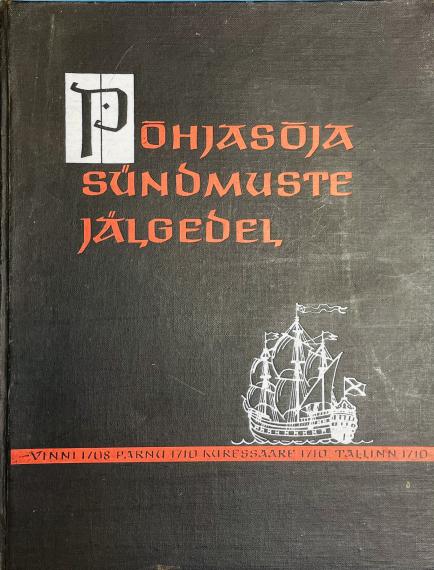 PÕHJASÕJA
SÜNDMUSTE
JÄLGEDEL
VINNI 1708 PÄRNU 1710 KURESSAARE 1710 TALLINN 1710